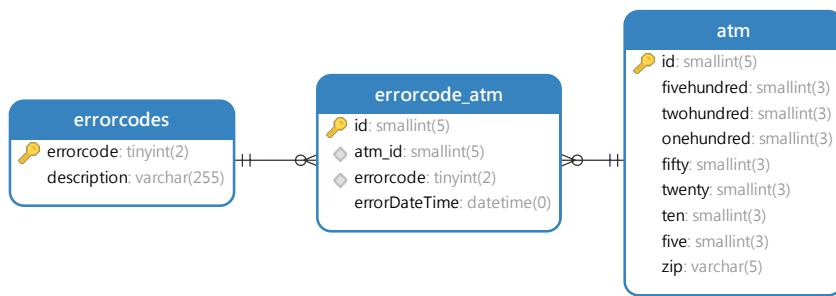 errorcodes
errorcode: tinyint(2)
description: varchar(255)
errorcode_atm
id: smallint(5)
atm_id: smallint(5)
errorcode: tinyint(2)
errorDateTime: datetime(0)
atm
id: smallint(5)
fivehundred: smallint(3)
twohundred: smallint(3)
onehundred: smallint(3)
fifty: smallint(3)
twenty: smallint(3)
ten: smallint(3)
five: smallint(3)
zip: varchar(5)